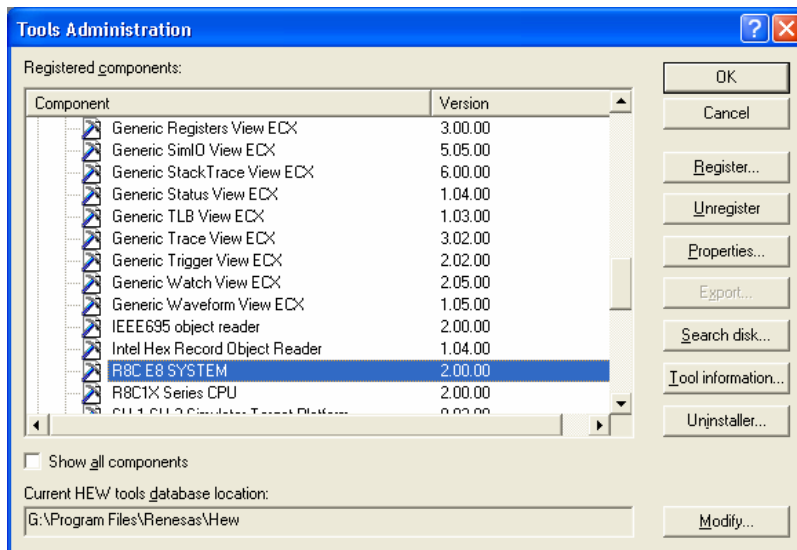 Tools Administration
Registered components:
Component Version
Generic Registers View ECX 3.00.00
Generic SimIO View ECX 5.05.00
Generic StackTrace View ECX 6.00.00
Generic Status View ECX 1.04.00
Generic TLB View ECX 1.03.00
Generic Trace View ECX 3.02.00
Generic Trigger View ECX 2.02.00
Generic Watch View ECX 2.05.00
Generic Waveform View ECX 1.05.00
IEEE695 object reader 2.00.00
Intel Hex Record Object Reader 1.04.00
R8C E8 SYSTEM 2.00.00
R8C1X Series CPU 2.00.00
Show all components
Current HEW tools database location:
G:\Program Files\Renesas\Hew
OK
Cancel
Register...
Unregister
Properties...
Export...
Search disk...
Tool information...
Uninstaller...
Modify...